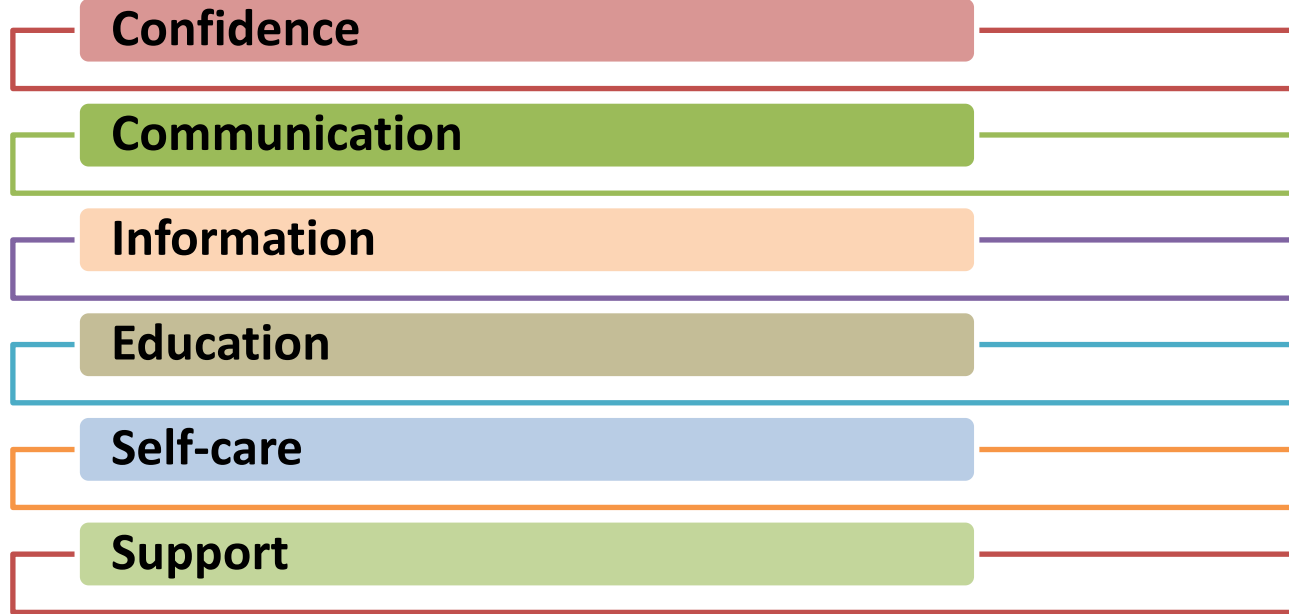 Confidence
Communication
Information
Education
Self-care
Support